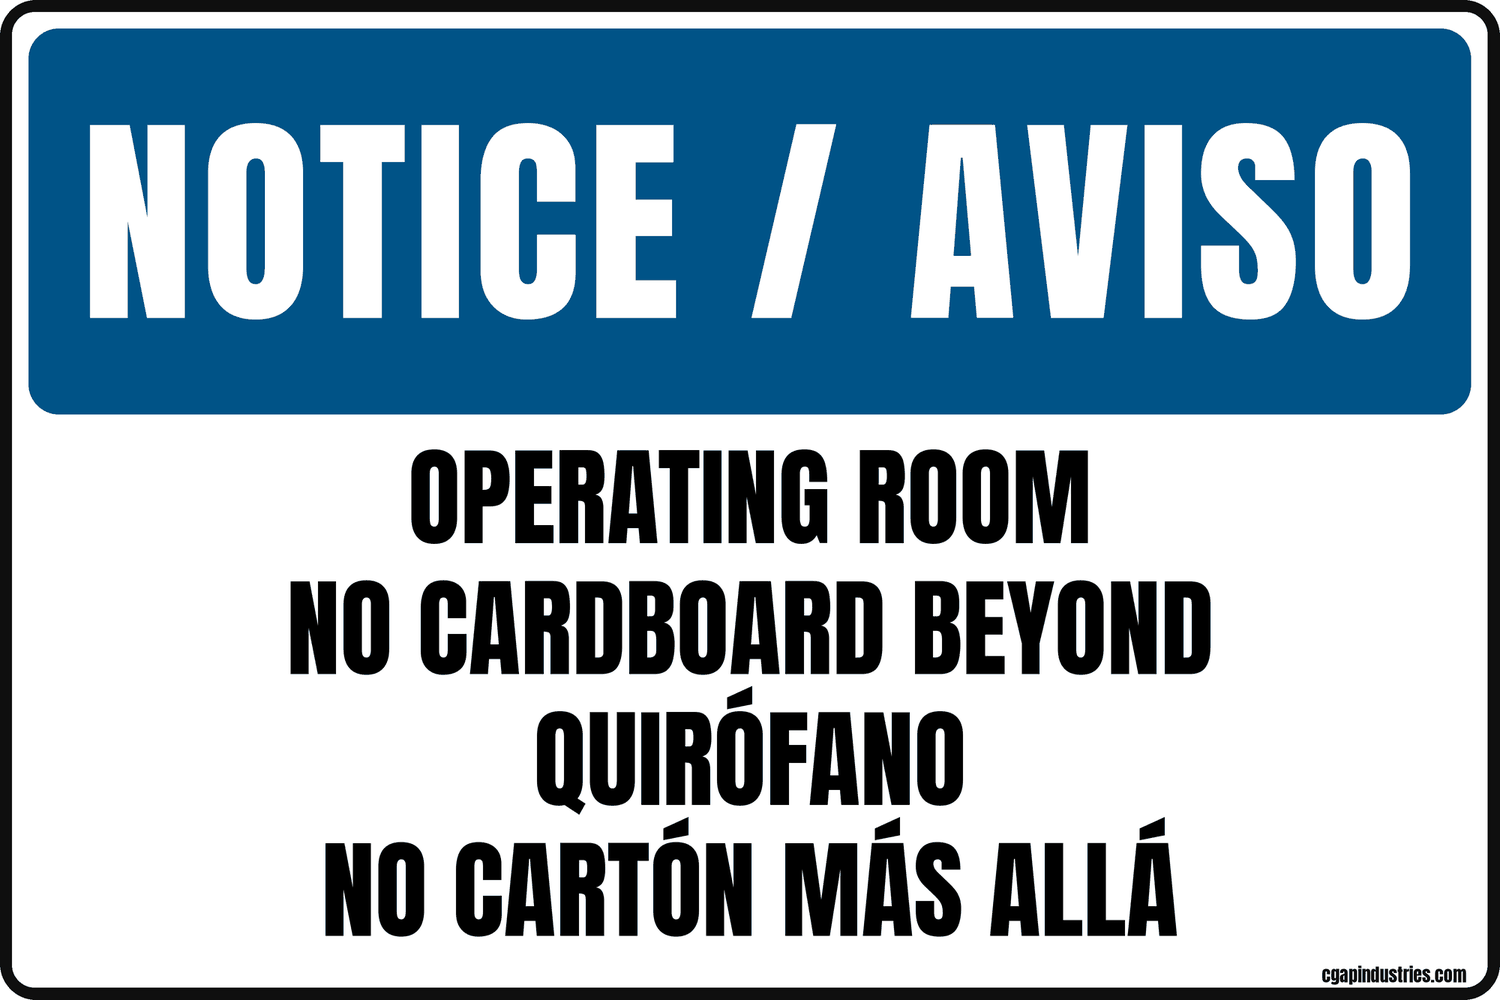 NOTICE / AVISO
OPERATING ROOM
NO CARDBOARD BEYOND
QUIRÓFANO
NO CARTÓN MÁS ALLÁ
cgapindustries.com